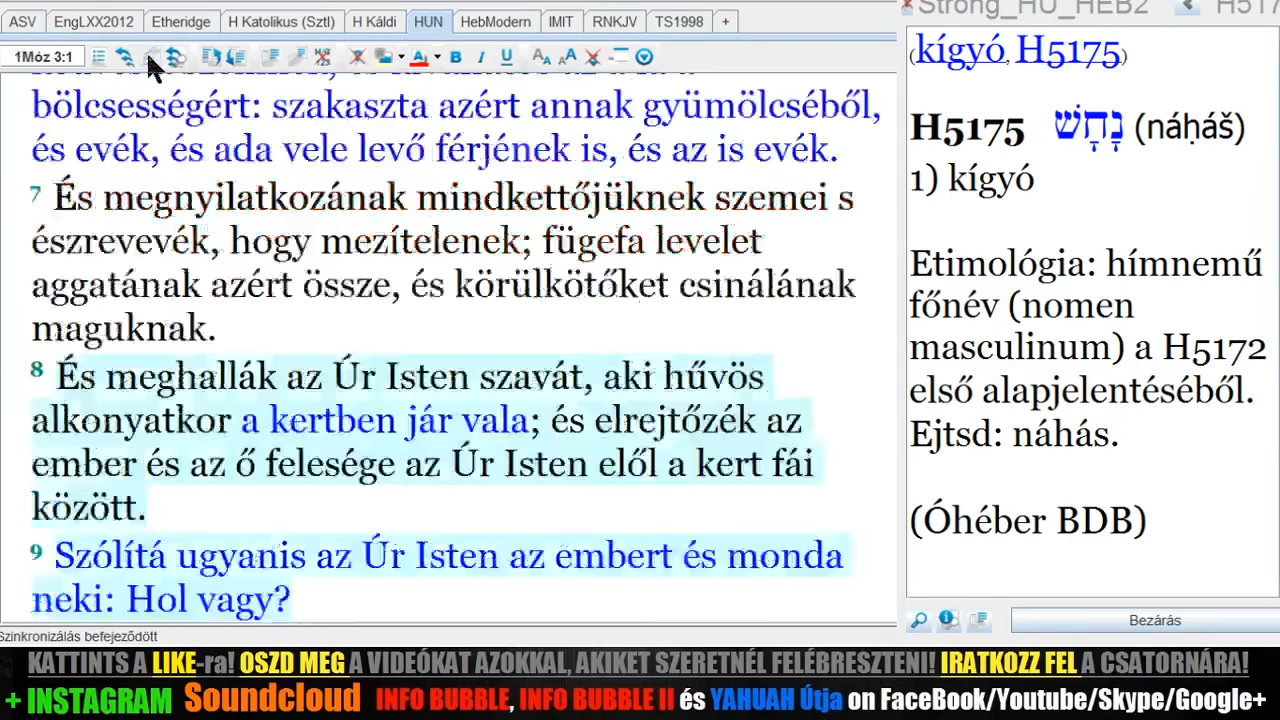 ASV EngLXX2012 Etheridge H Katolikus (Sztl) H Káldi HUN HebModern IMIT RNKJV TS1998 +
1Móz 3:1
bölcsességért: szakaszta azért annak gyümölcséből,
és evék, és ada vele levő férjének is, és az is evék.
7 És megnyilatkozának mindkettőjüknek szemei s
észrevevék, hogy mezítelenek; fügefa levelet
aggatának azért össze, és körülkötőket csinálának
maguknak.
8 És meghallák az Úr Isten szavát, aki hűvös
alkonyatkor a kertben jár vala; és elrejtőzék az
ember és az ő felesége az Úr Isten elől a kert fái
között.
9 Szólítá ugyanis az Úr Isten az embert és monda
neki: Hol vagy?
Szinkronizálás befejeződött
Strong_HU_HEB2
(kígyó, H5175)
H5175 נָחָשׁ (náḥáš)
1) kígyó
Etimológia: hímnemű
főnév (nomen
masculinum) a H5172
első alapjelentéséből.
Ejtsd: náhás.
(Óhéber BDB)
Bezárás
KATTINTS A LIKE-ra! OSZD MEG A VIDEÓKAT AZOKKAL, AKIKET SZERETNÉL FELÉBRESZTENI! IRATKOZZ FEL A CSATORNÁRA!
+ INSTAGRAM Soundcloud INFO BUBBLE, INFO BUBBLE II és YAHUAH Útja on FaceBook/Youtube/Skype/Google+